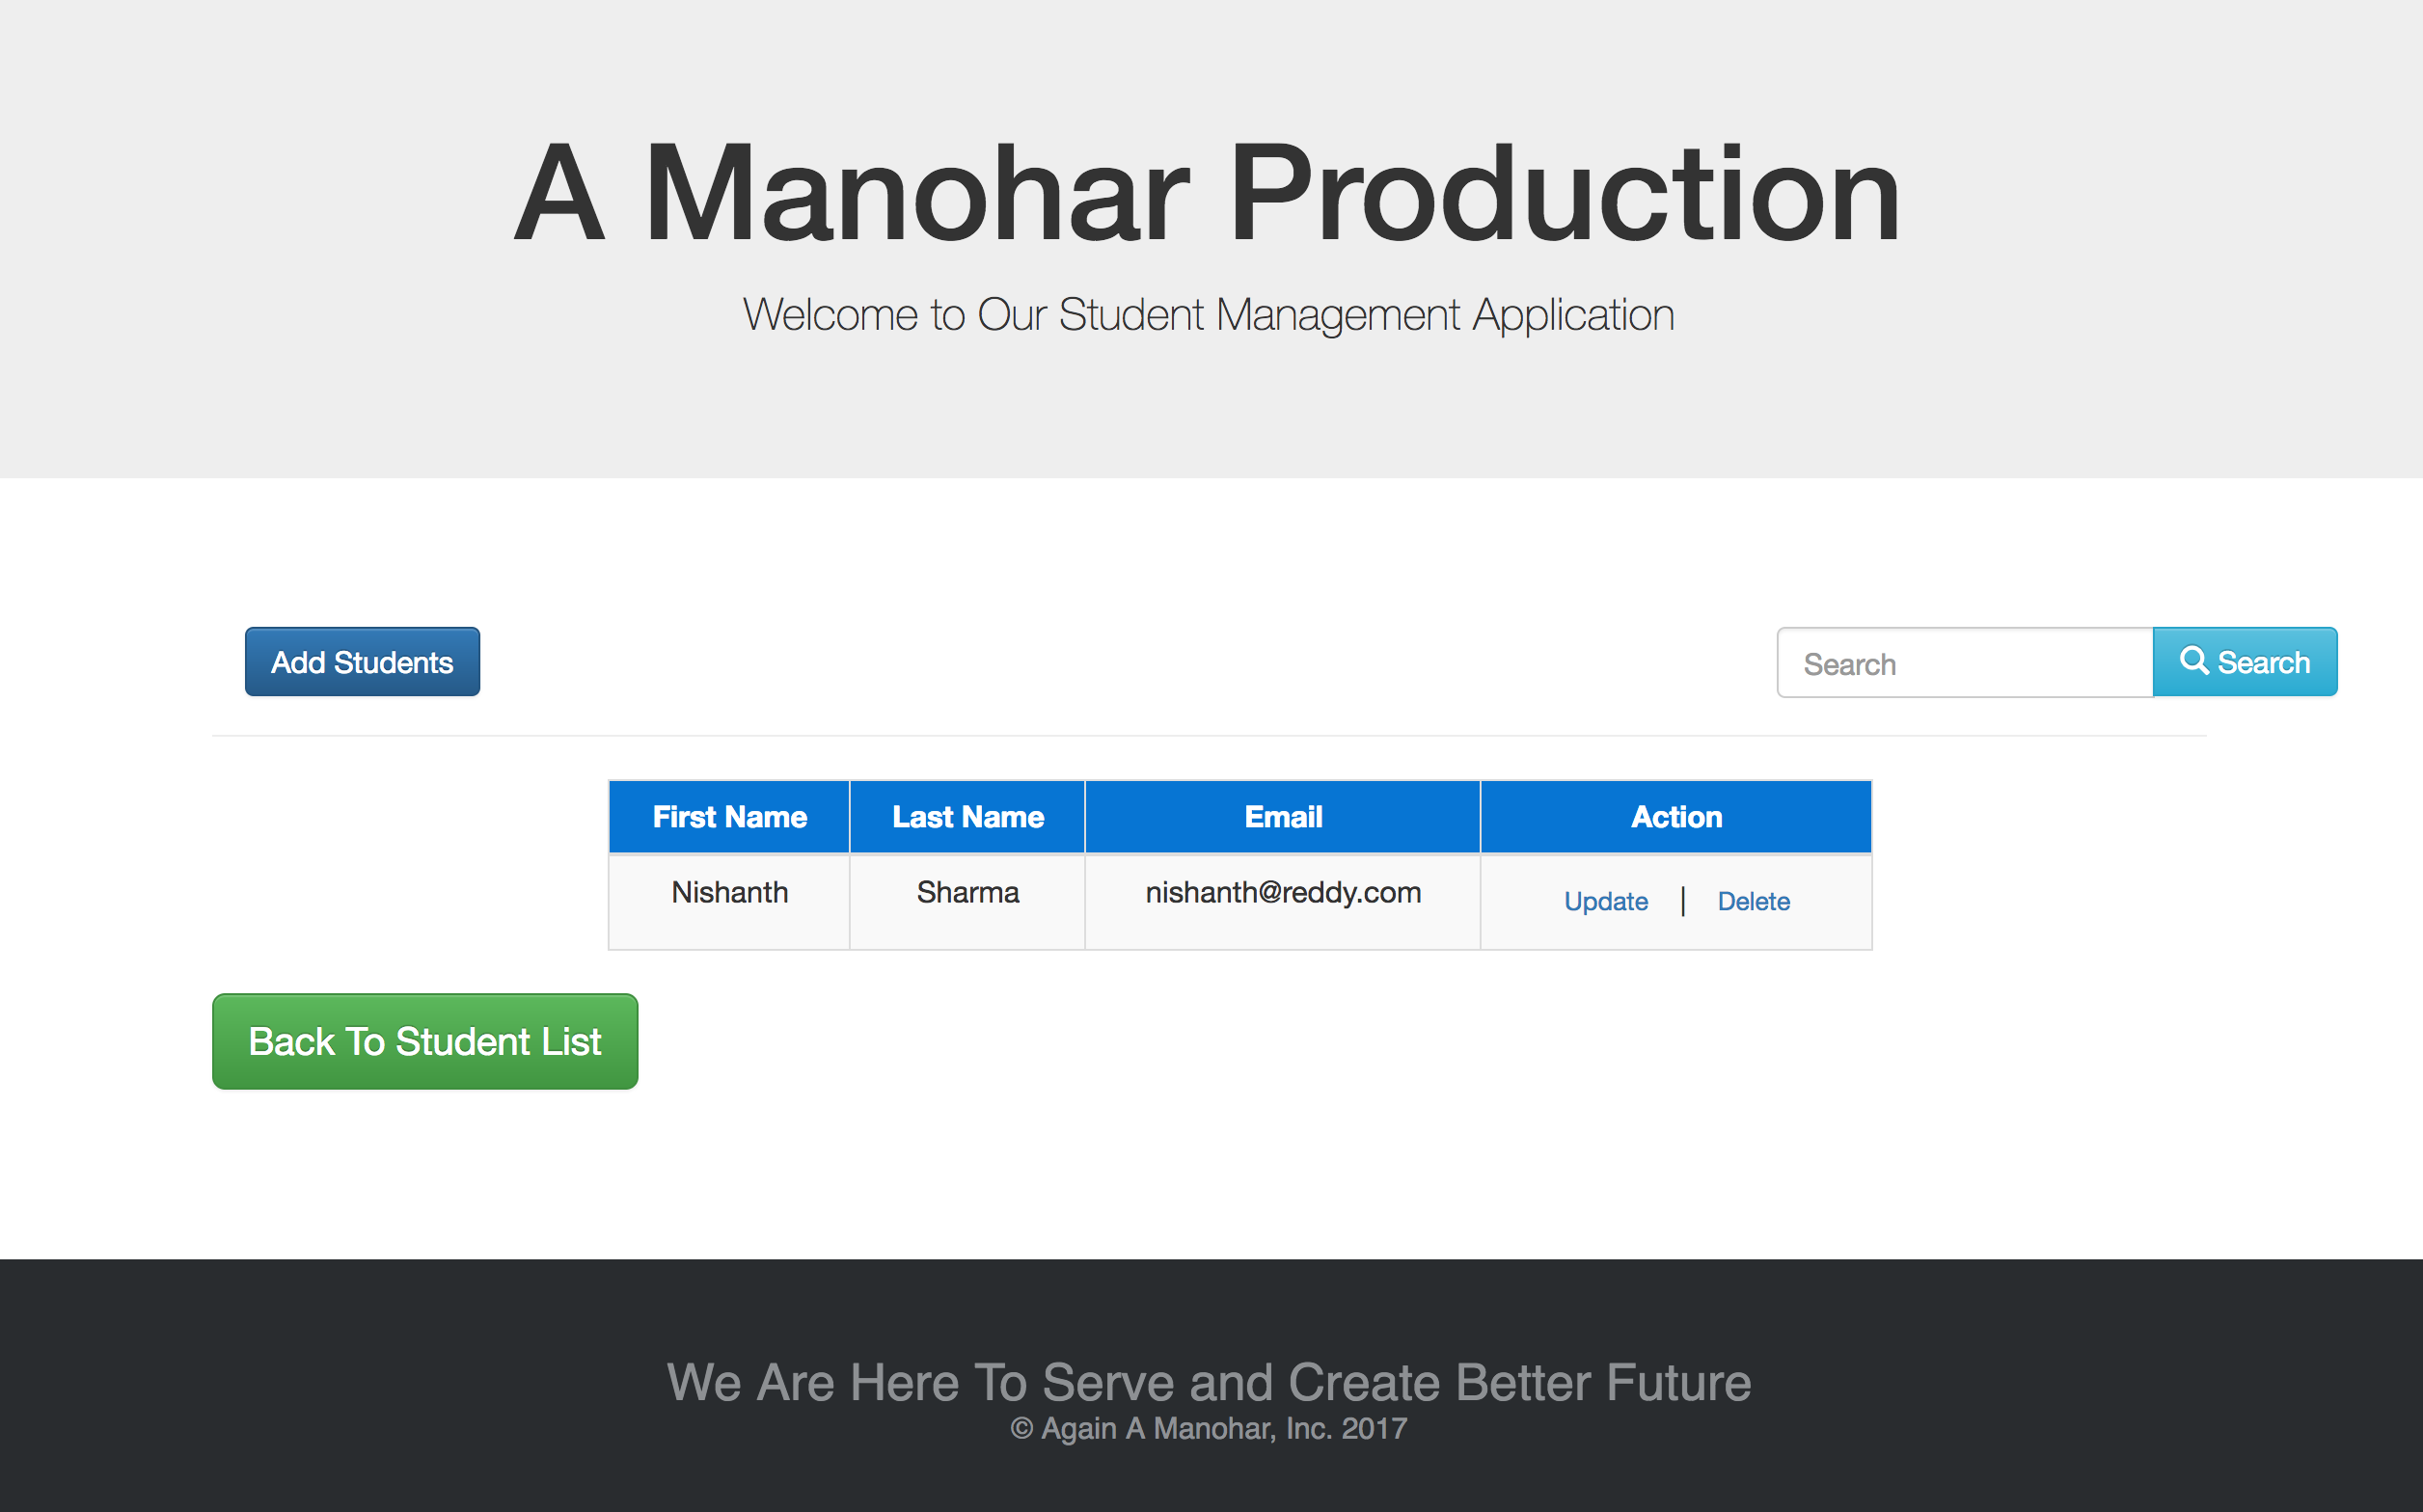 A Manohar Production
Welcome to Our Student Management Application
Add Students
Search Search
First Name Last Name Email Action
Nishanth Sharma nishanth@reddy.com Update | Delete
Back To Student List
We Are Here To Serve and Create Better Future
© Again A Manohar, Inc. 2017